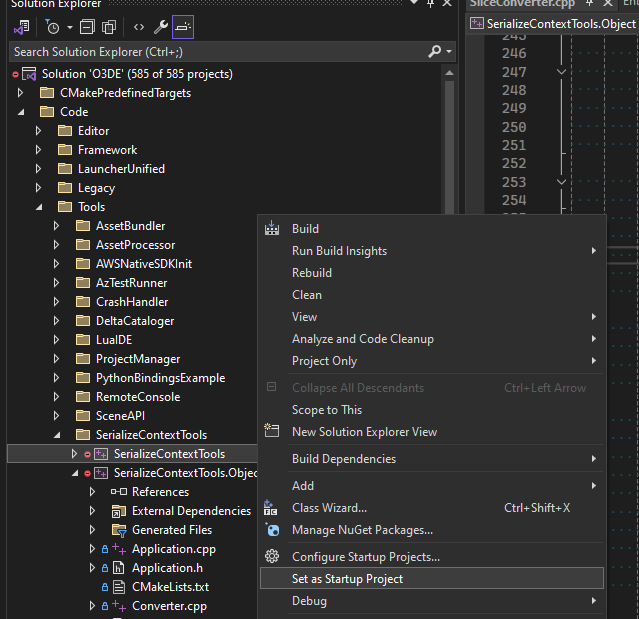 Solution Explorer
Search Solution Explorer (Ctrl+;)
Solution 'O3DE' (585 of 585 projects)
CMakePredefinedTargets
Code
Editor
Framework
LauncherUnified
Legacy
Tools
AssetBundler
AssetProcessor
AWSNativeSDKInit
AzTestRunner
CrashHandler
DeltaCataloger
LuaIDE
ProjectManager
PythonBindingsExample
RemoteConsole
SceneAPI
SerializeContextTools
SerializeContextTools
SerializeContextTools.Objec
References
External Dependencies
Generated Files
Application.cpp
Application.h
CMakeLists.txt
Converter.cpp
SliceConverter.cpp
SerializeContextTools.Object
245
246
247
248
249
250
251
252
253
254
Build
Run Build Insights
Rebuild
Clean
View
Analyze and Code Cleanup
Project Only
Collapse All Descendants Ctrl+Left Arrow
Scope to This
New Solution Explorer View
Build Dependencies
Add
Class Wizard... Ctrl+Shift+X
Manage NuGet Packages...
Configure Startup Projects...
Set as Startup Project
Debug